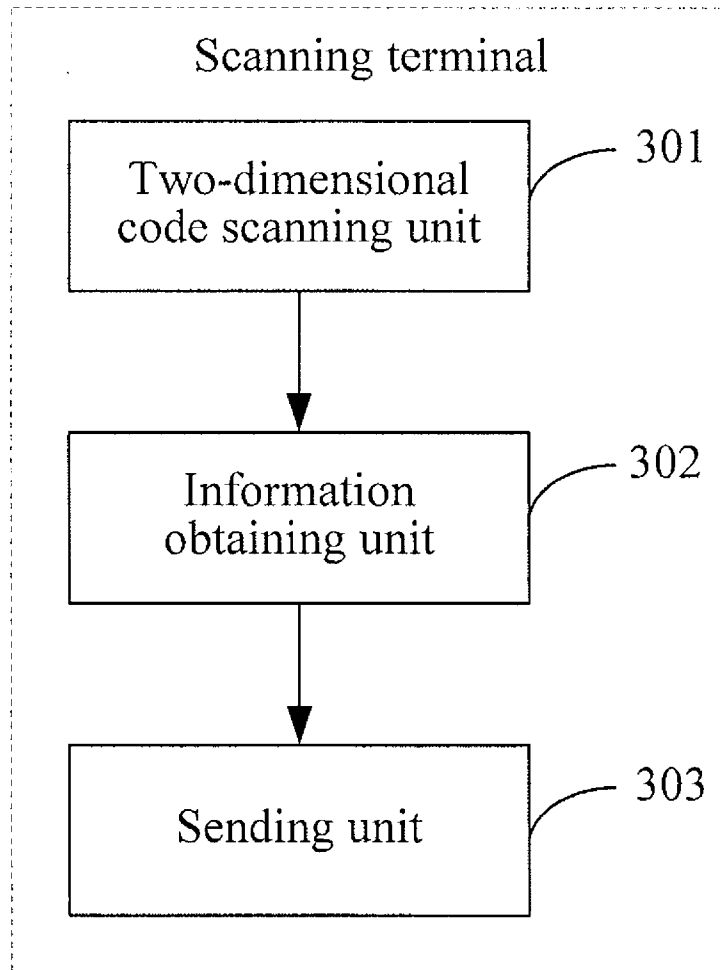 Scanning terminal
301
Two-dimensional
code scanning unit
302
Information
obtaining unit
303
Sending unit